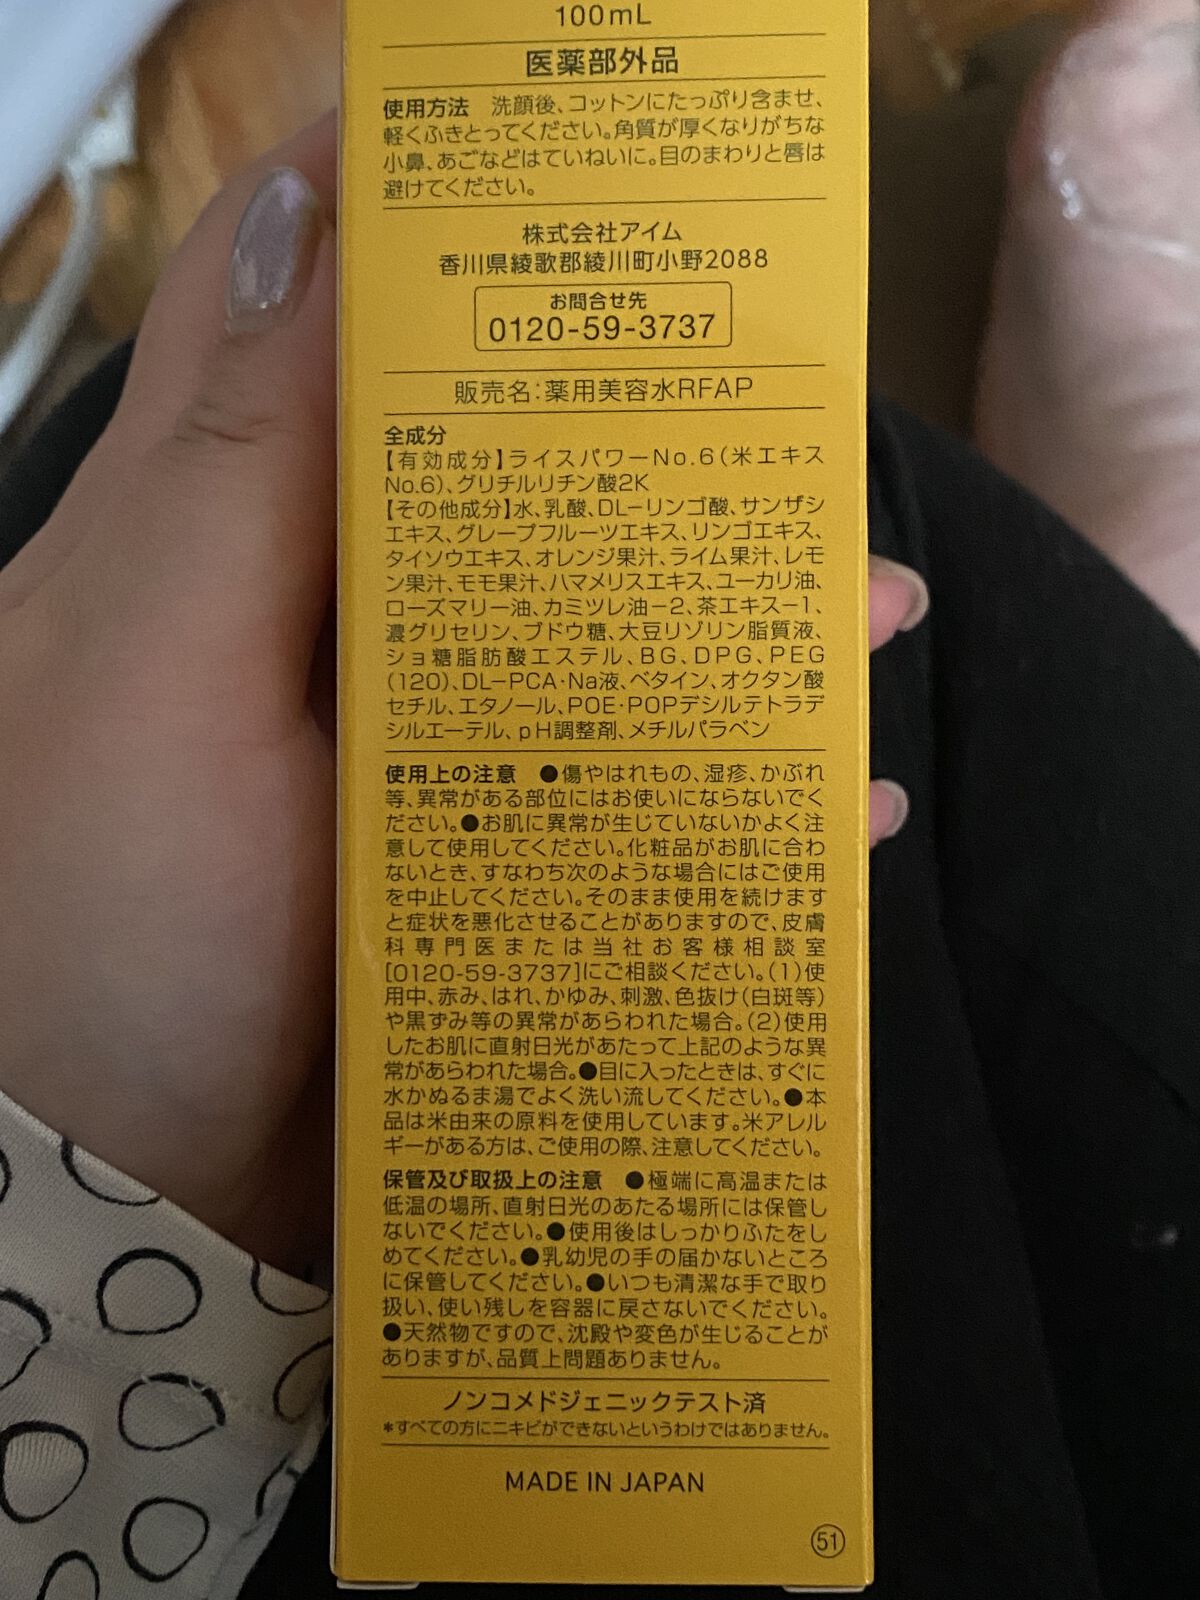 100mL
医薬部外品
使用方法　洗顔後、コットンにたっぷり含ませ、
軽くふきとってください。角質が厚くなりがちな
小鼻、あごなどはていねいに。目のまわりと唇は
避けてください。
株式会社アイム
香川県綾歌郡綾川町小野2088
お問合せ先
0120-59-3737
販売名:薬用美容水RFAP
全成分
【有効成分】ライスパワーNo.6(米エキス
No.6)、グリチルリチン酸2K
【その他成分】水、乳酸、DL-リンゴ酸、サンザシ
エキス、グレープフルーツエキス、リンゴエキス、
タイソウエキス、オレンジ果汁、ライム果汁、レモ
ン果汁、モモ果汁、ハマメリスエキス、ユーカリ油、
ローズマリー油、カミツレ油-2、茶エキス-1、
濃グリセリン、ブドウ糖、大豆リゾリン脂質液、
ショ糖脂肪酸エステル、BG、DPG、PEG
(120)、DL-PCA・Na液、ベタイン、オクタン酸
セチル、エタノール、POE・POPデシルテトラデ
シルエーテル、pH調整剤、メチルパラベン
使用上の注意　●傷やはれもの、湿疹、かぶれ
等、異常がある部位にはお使いにならないでく
ださい。●お肌に異常が生じていないかよく注
意して使用してください。化粧品がお肌に合わ
ないとき、すなわち次のような場合にはご使用
を中止してください。そのまま使用を続けます
と症状を悪化させることがありますので、皮膚
科専門医または当社お客様相談室
[0120-59-3737]にご相談ください。(1)使
用中、赤み、はれ、かゆみ、刺激、色抜け(白斑等)
や黒ずみ等の異常があらわれた場合。(2)使用
したお肌に直射日光があたって上記のような異
常があらわれた場合。●目に入ったときは、すぐに
水かぬるま湯でよく洗い流してください。●本
品は米由来の原料を使用しています。米アレル
ギーがある方は、ご使用の際、注意してください。
保管及び取扱上の注意　●極端に高温または
低温の場所、直射日光のあたる場所には保管し
ないでください。●使用後はしっかりふたをし
めてください。●乳幼児の手の届かないところ
に保管してください。●いつも清潔な手で取り
扱い、使い残しを容器に戻さないでください。
●天然物ですので、沈殿や変色が生じることが
ありますが、品質上問題ありません。
ノンコメドジェニックテスト済
*すべての方にニキビができないというわけではありません。
MADE IN JAPAN
51